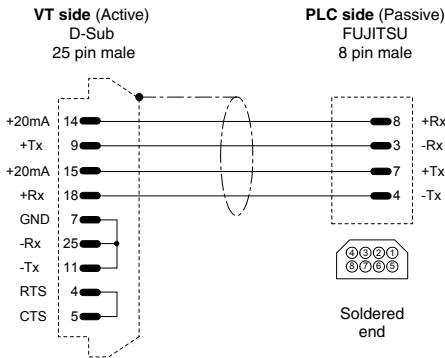 VT side (Active)
D-Sub
25 pin male
PLC side (Passive)
FUJITSU
8 pin male
+20mA 14 8 +Rx
+Tx 9 3 -Rx
+20mA 15 7 +Tx
+Rx 18 4 -Tx
GND 7
-Rx 25
-Tx 11
RTS 4
CTS 5
4 3 2 1
8 7 6 5
Soldered
end